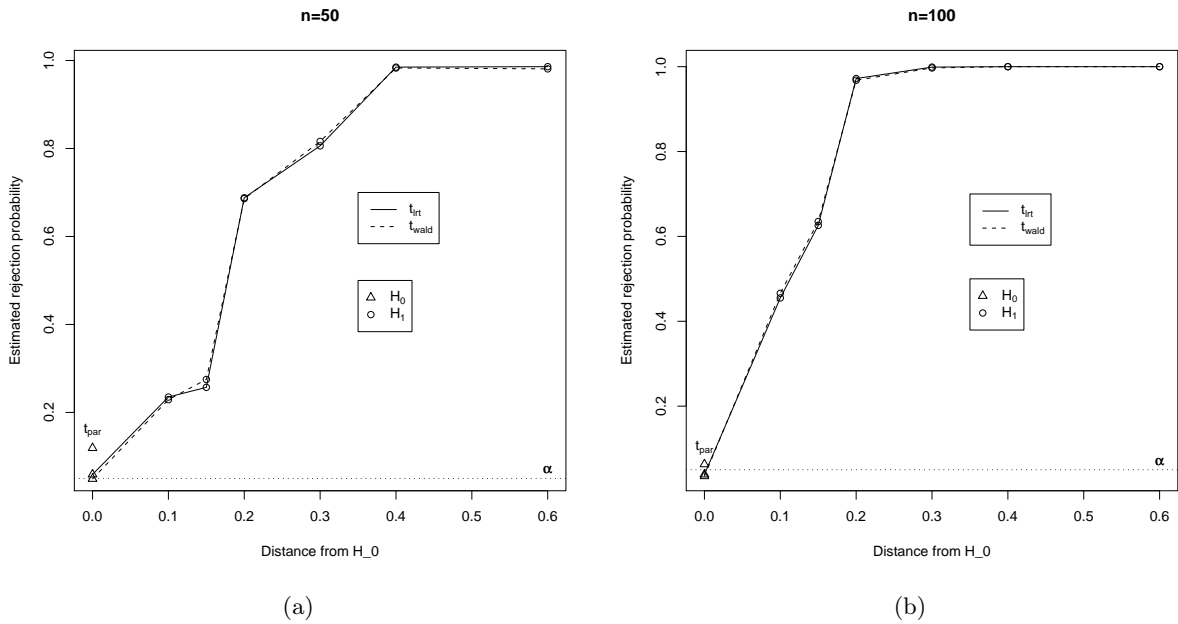 n=50
Estimated rejection probability
1.0
0.8
0.6
0.4
0.2
t_lrt
t_wald
H_0
H_1
t_par
α
0.0 0.1 0.2 0.3 0.4 0.5 0.6
Distance from H_0
(a)
n=100
Estimated rejection probability
1.0
0.8
0.6
0.4
0.2
t_lrt
t_wald
H_0
H_1
t_par
α
0.0 0.1 0.2 0.3 0.4 0.5 0.6
Distance from H_0
(b)